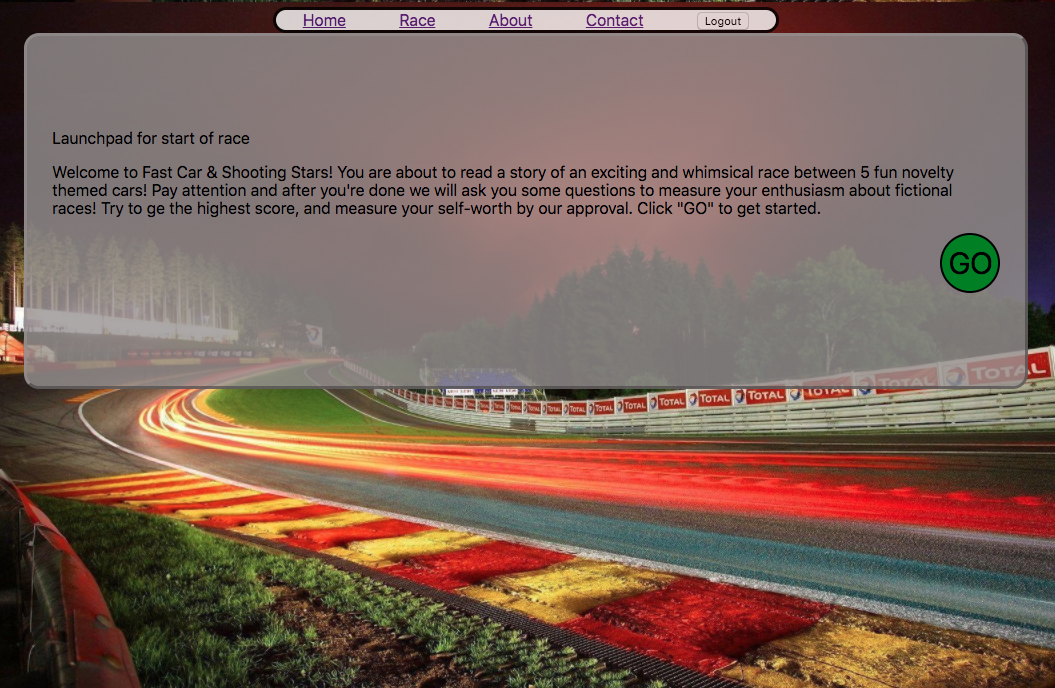 Home Race About Contact Logout
Launchpad for start of race
Welcome to Fast Car & Shooting Stars! You are about to read a story of an exciting and whimsical race between 5 fun novelty
themed cars! Pay attention and after you're done we will ask you some questions to measure your enthusiasm about fictional
races! Try to ge the highest score, and measure your self-worth by our approval. Click "GO" to get started.
GO
TOTAL TOTAL TOTAL TOTAL TOTAL TOTAL TOTAL TOTAL TOTAL